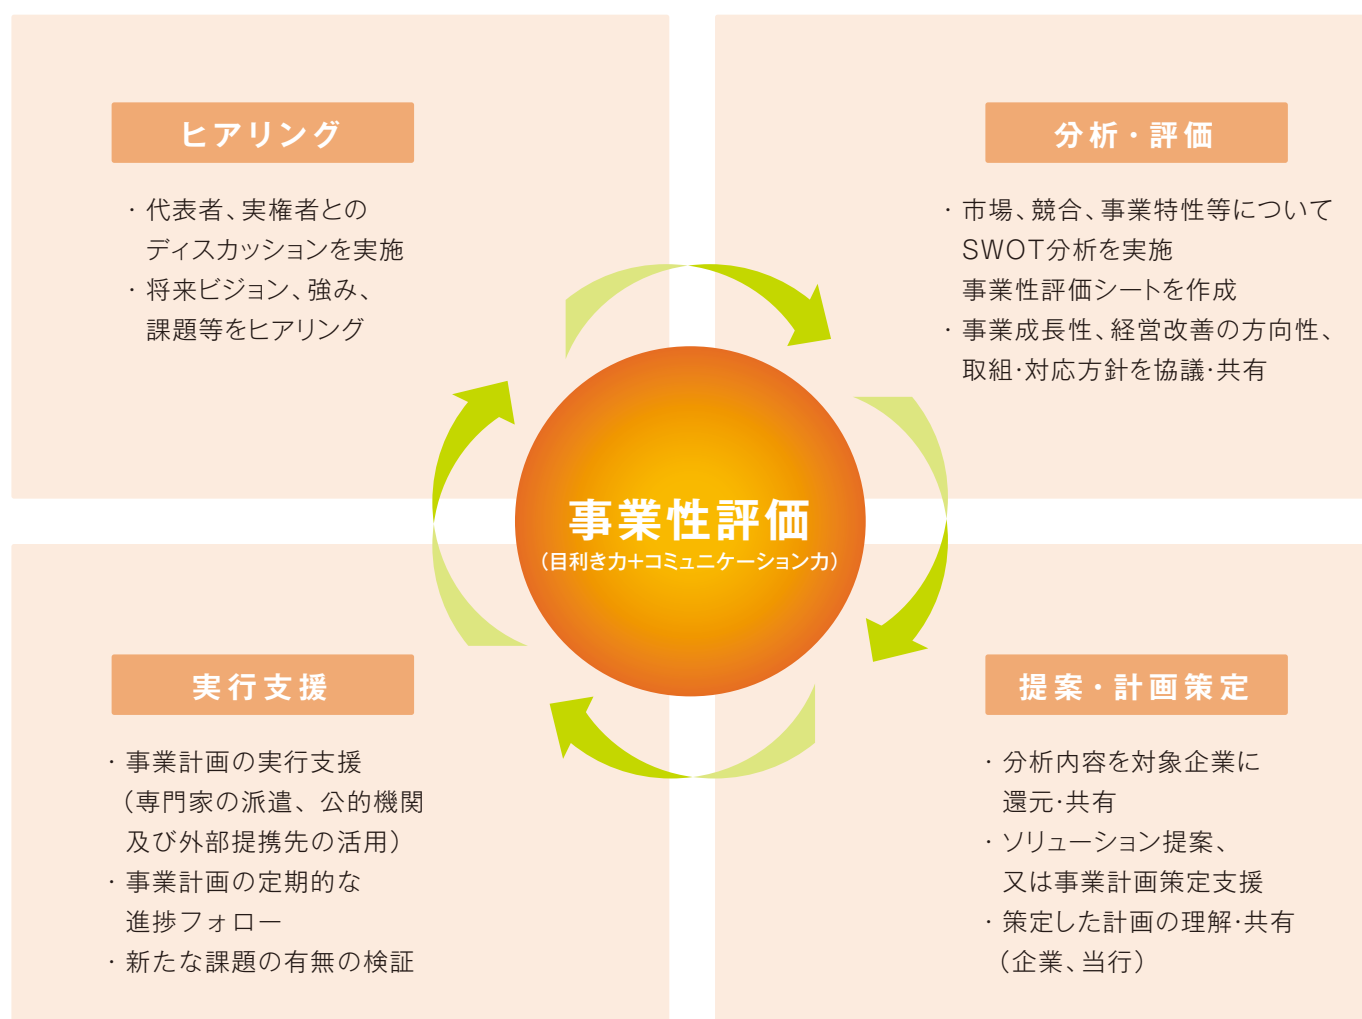 ヒアリング
・代表者、実権者との
ディスカッションを実施
・将来ビジョン、強み、
課題等をヒアリング
分析・評価
・市場、競合、事業特性等について
SWOT分析を実施
事業性評価シートを作成
・事業成長性、経営改善の方向性、
取組・対応方針を協議・共有
事業性評価
（目利き力+コミュニケーション力）
実行支援
・事業計画の実行支援
（専門家の派遣、公的機関
及び外部提携先の活用）
・事業計画の定期的な
進捗フォロー
・新たな課題の有無の検証
提案・計画策定
・分析内容を対象企業に
還元・共有
・ソリューション提案、
又は事業計画策定支援
・策定した計画の理解・共有
（企業、当行）